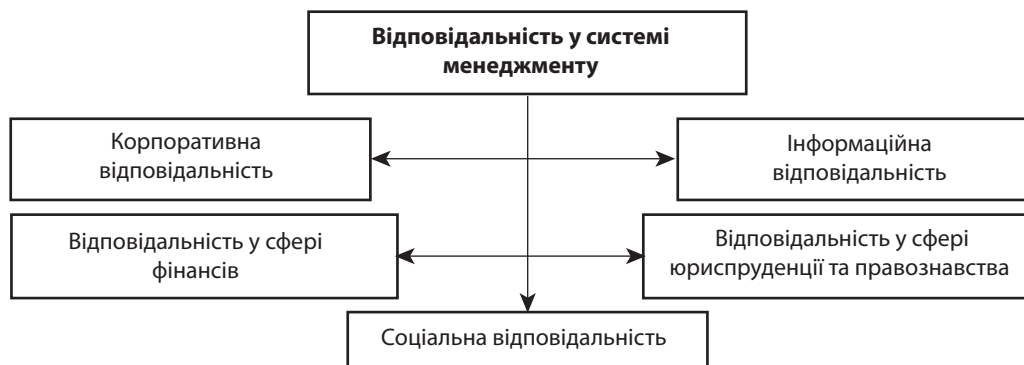 Відповідальність у системі
менеджменту
Корпоративна
відповідальність
Інформаційна
відповідальність
Відповідальність у сфері
фінансів
Відповідальність у сфері
юриспруденції та правознавства
Соціальна відповідальність